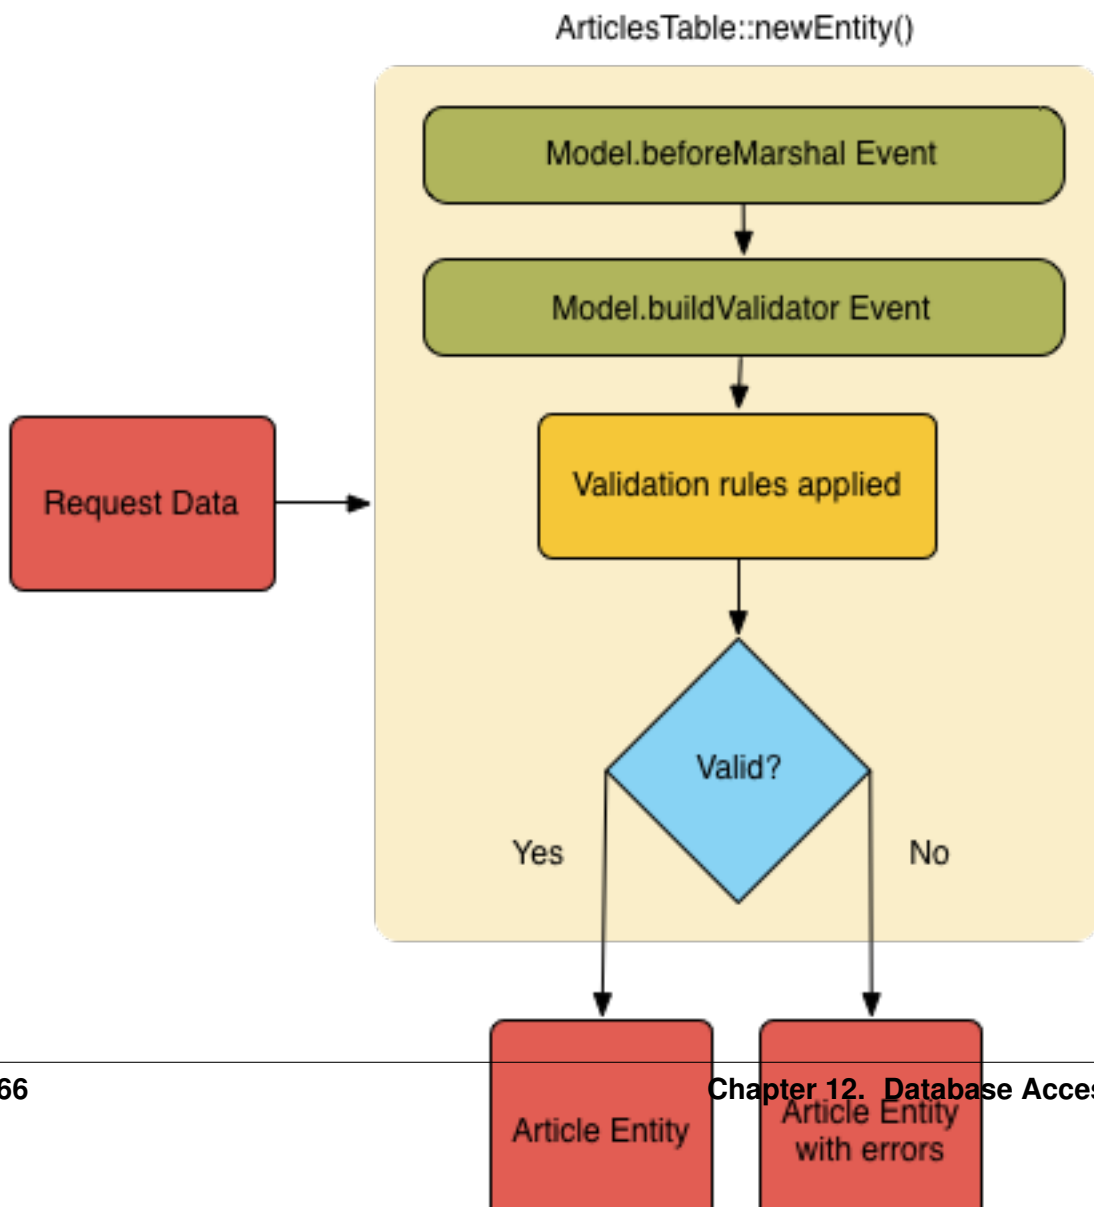 ArticlesTable::newEntity()
Model.beforeMarshal Event
Model.buildValidator Event
Request Data
Validation rules applied
Valid?
Yes
No
66
Chapter 12. Database Acces
Article Entity
Article Entity
with errors